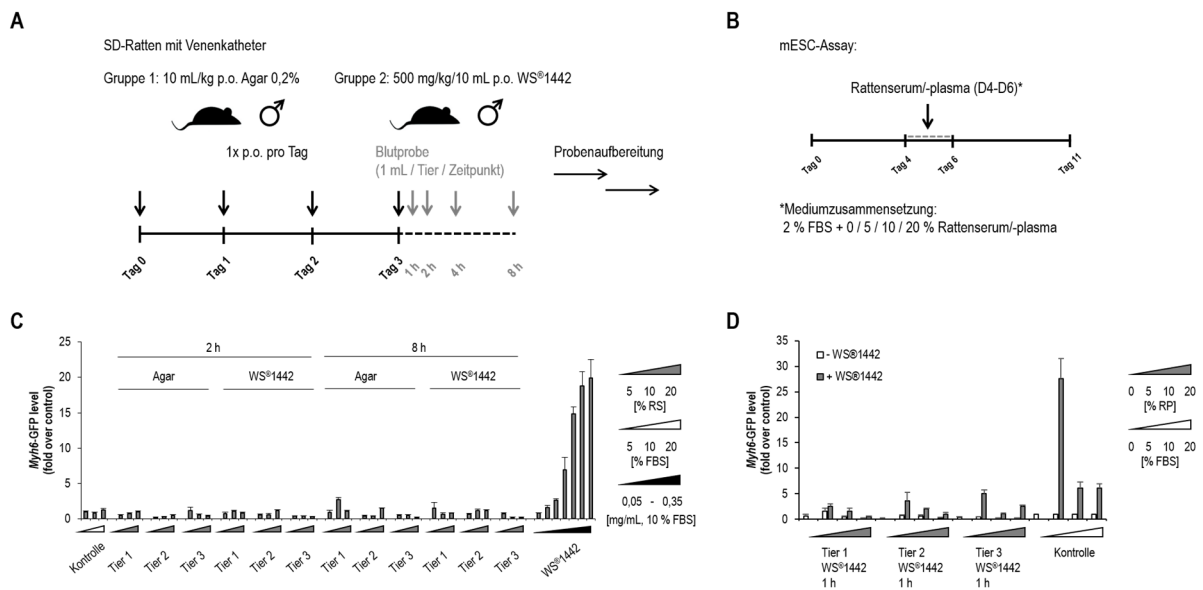 A
SD-Ratten mit Venenkatheter
Gruppe 1: 10 mL/kg p.o. Agar 0,2%
Gruppe 2: 500 mg/kg/10 mL p.o. WS®1442
1x p.o. pro Tag
Blutprobe
(1 mL / Tier / Zeitpunkt)
Probenaufbereitung
Tag 0
Tag 1
Tag 2
Tag 3
1 h
2 h
4 h
8 h
B
mESC-Assay:
Rattenserum/-plasma (D4-D6)*
Tag 0
Tag 4
Tag 6
Tag 11
*Mediumzusammensetzung:
2 % FBS + 0 / 5 / 10 / 20 % Rattenserum/-plasma
C
Myh6-GFP level
(fold over control)
25
20
15
10
5
0
2 h
8 h
Agar
WS®1442
Agar
WS®1442
Kontrolle
Tier 1
Tier 2
Tier 3
Tier 1
Tier 2
Tier 3
Tier 1
Tier 2
Tier 3
Tier 1
Tier 2
Tier 3
WS®1442
5 10 20
[% RS]
5 10 20
[% FBS]
0,05 - 0,35
[mg/mL, 10 % FBS]
D
Myh6-GFP level
(fold over control)
35
30
25
20
15
10
5
0
- WS®1442
+ WS®1442
Tier 1
WS®1442
1 h
Tier 2
WS®1442
1 h
Tier 3
WS®1442
1 h
Kontrolle
0 5 10 20
[% RP]
0 5 10 20
[% FBS]